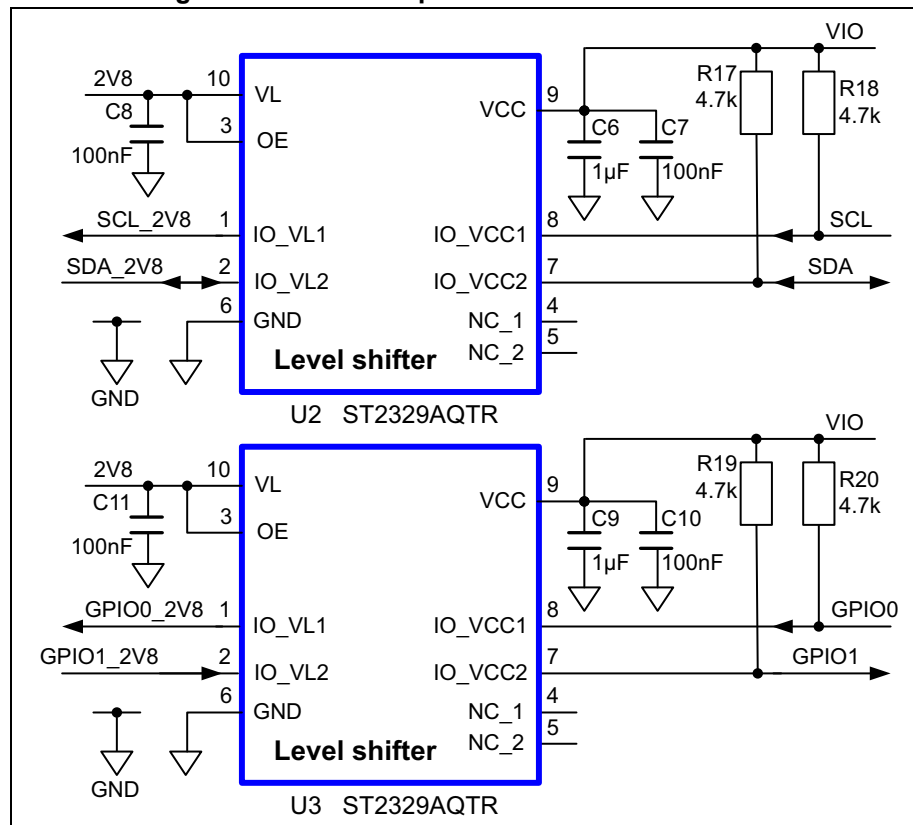 VIO
2V8 10 VL VCC 9 R17 4.7k R18 4.7k
C8 100nF 3 OE C6 1µF C7 100nF
SCL_2V8 1 IO_VL1 IO_VCC1 8 SCL
SDA_2V8 2 IO_VL2 IO_VCC2 7 SDA
6 GND NC_1 4
NC_2 5
GND Level shifter
U2 ST2329AQTR
VIO
2V8 10 VL VCC 9 R19 4.7k R20 4.7k
C11 100nF 3 OE C9 1µF C10 100nF
GPIO0_2V8 1 IO_VL1 IO_VCC1 8 GPIO0
GPIO1_2V8 2 IO_VL2 IO_VCC2 7 GPIO1
6 GND NC_1 4
NC_2 5
GND Level shifter
U3 ST2329AQTR